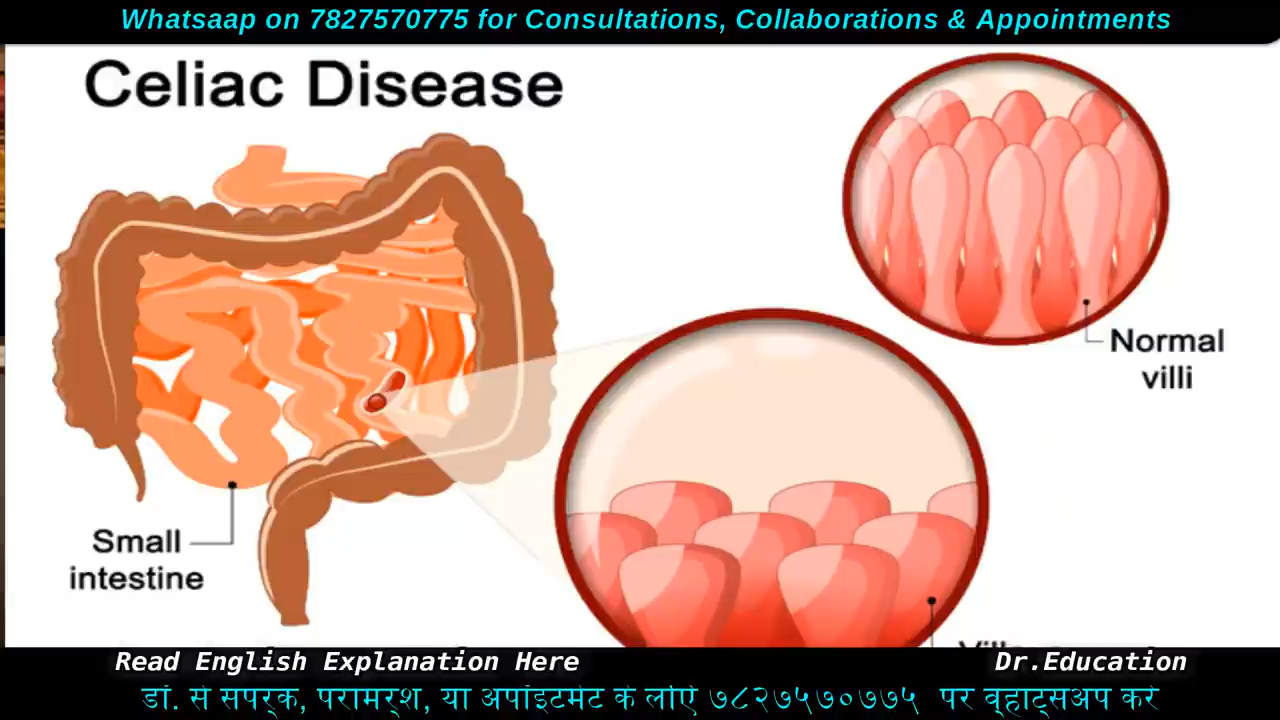 Whatsaap on 7827570775 for Consultations, Collaborations & Appointments
Celiac Disease
Normal
villi
Small
intestine
Read English Explanation Here
Dr.Education
डॉ. से संपर्क, परामर्श, या अपॉइंटमेंट के लिए ७८२७५७०७७५ पर व्हाट्सअप करें